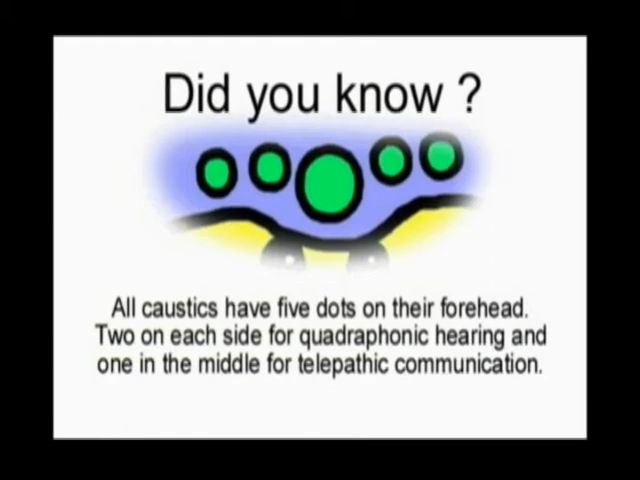 Did you know ?
All caustics have five dots on their forehead.
Two on each side for quadraphonic hearing and
one in the middle for telepathic communication.